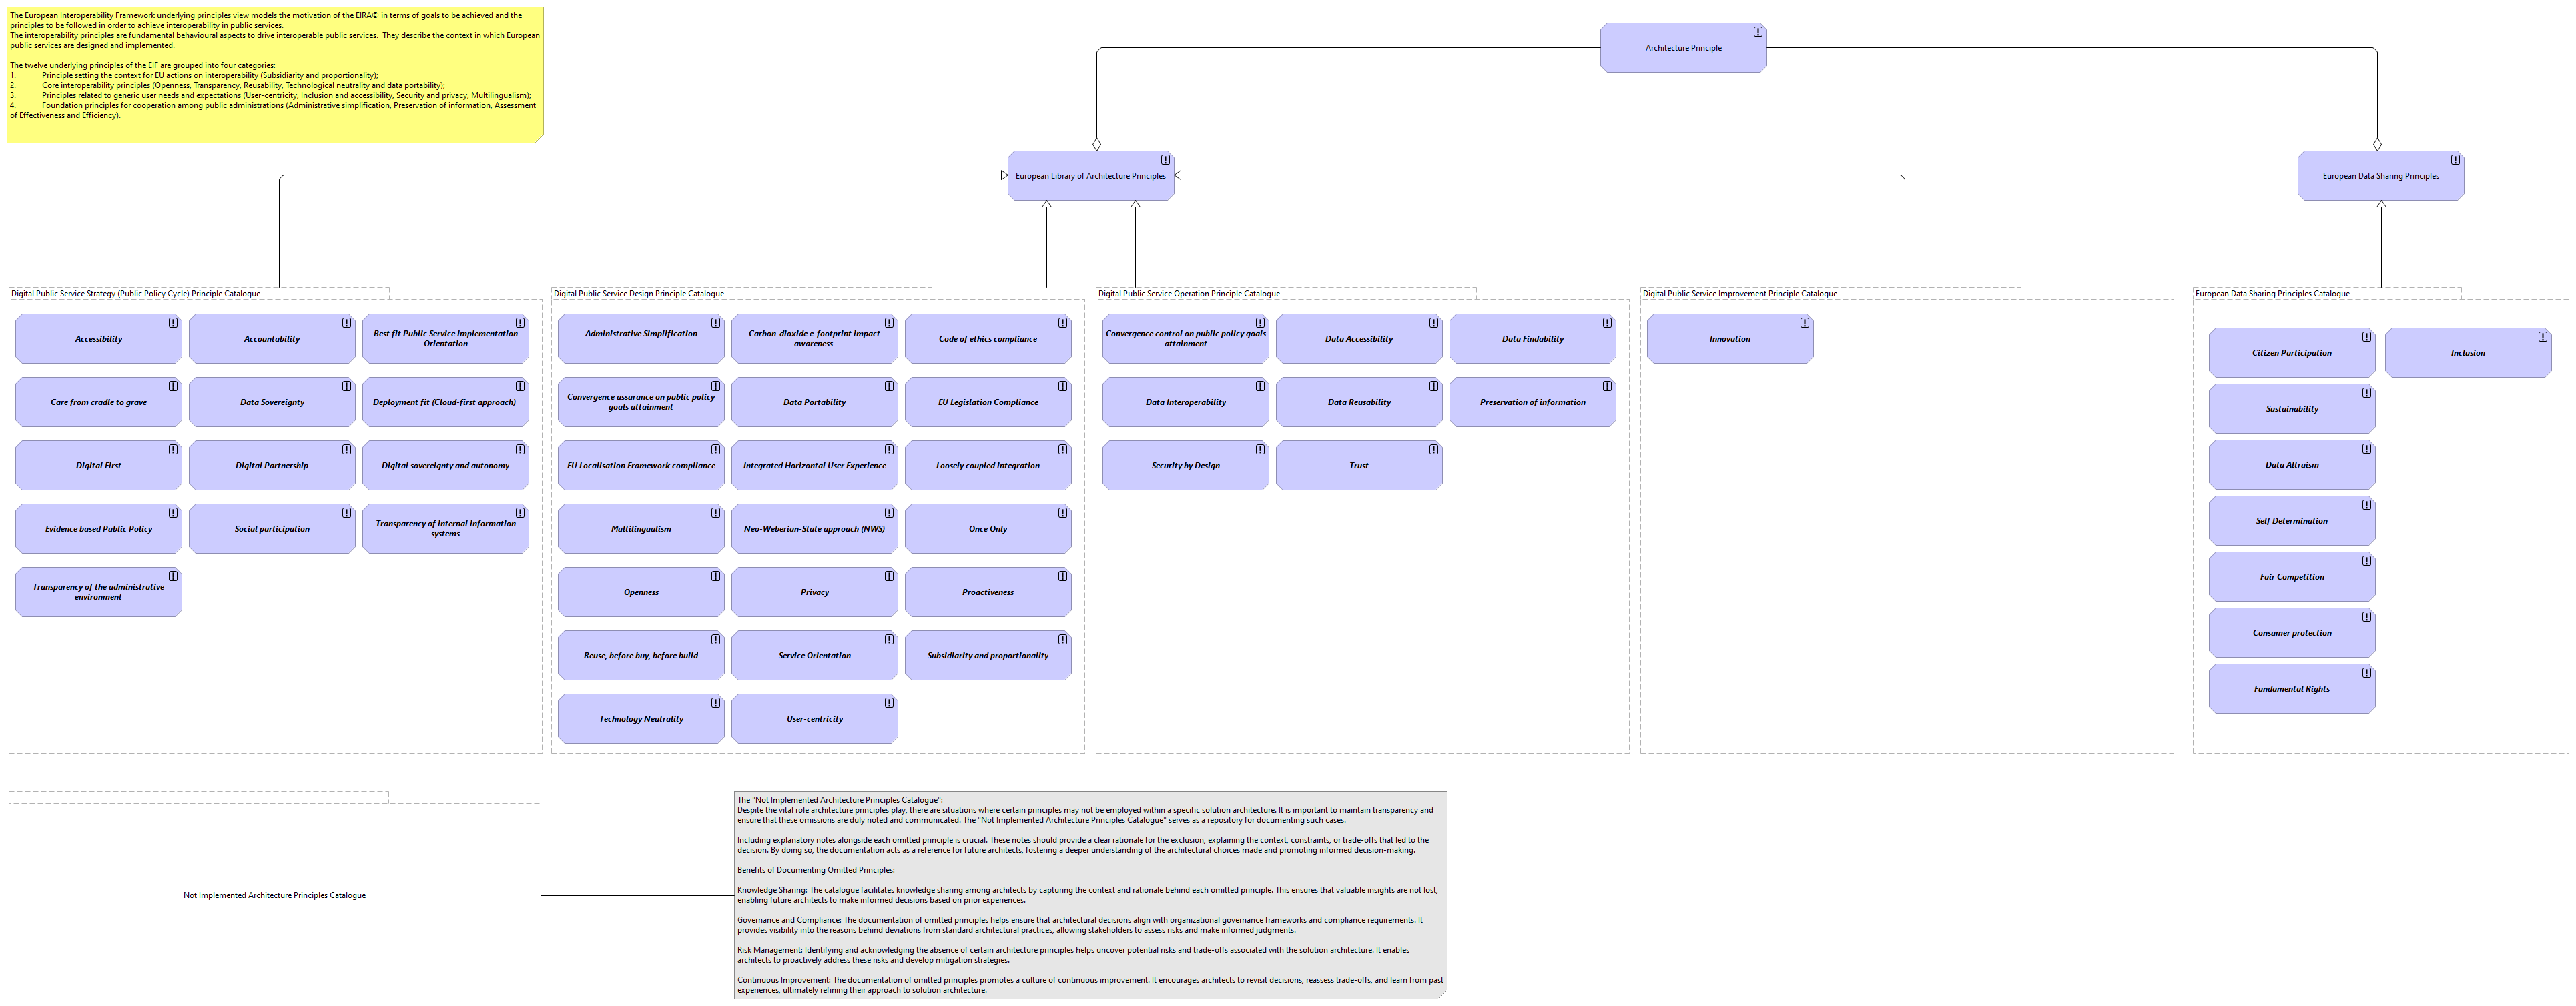 The European Interoperability Framework underlying principles view models the motivation of the EIRA© in terms of goals to be achieved and the
principles to be followed in order to achieve interoperability in public services.
The interoperability principles are fundamental behavioural aspects to drive interoperable public services.  They describe the context in which European
public services are designed and implemented.
The twelve underlying principles of the EIF are grouped into four categories:
1. Principle setting the context for EU actions on interoperability (Subsidiarity and proportionality);
2. Core interoperability principles (Openness, Transparency, Reusability, Technological neutrality and data portability);
3. Principles related to generic user needs and expectations (User-centricity, Inclusion and accessibility, Security and privacy, Multilingualism);
4. Foundation principles for cooperation among public administrations (Administrative simplification, Preservation of information, Assessment
of Effectiveness and Efficiency).
Architecture Principle
European Library of Architecture Principles
European Data Sharing Principles
Digital Public Service Strategy (Public Policy Cycle) Principle Catalogue
Accessibility
Accountability
Best fit Public Service Implementation
Orientation
Care from cradle to grave
Data Sovereignty
Deployment fit (Cloud-first approach)
Digital First
Digital Partnership
Digital sovereignty and autonomy
Evidence based Public Policy
Social participation
Transparency of internal information
systems
Transparency of the administrative
environment
Digital Public Service Design Principle Catalogue
Administrative Simplification
Carbon-dioxide e-footprint impact
awareness
Code of ethics compliance
Convergence assurance on public policy
goals attainment
Data Portability
EU Legislation Compliance
EU Localisation Framework compliance
Integrated Horizontal User Experience
Loosely coupled integration
Multilingualism
Neo-Weberian-State approach (NWS)
Once Only
Openness
Privacy
Proactiveness
Reuse, before buy, before build
Service Orientation
Subsidiarity and proportionality
Technology Neutrality
User-centricity
Digital Public Service Operation Principle Catalogue
Convergence control on public policy goals
attainment
Data Accessibility
Data Findability
Data Interoperability
Data Reusability
Preservation of information
Security by Design
Trust
Digital Public Service Improvement Principle Catalogue
Innovation
European Data Sharing Principles Catalogue
Citizen Participation
Inclusion
Sustainability
Data Altruism
Self Determination
Fair Competition
Consumer protection
Fundamental Rights
Not Implemented Architecture Principles Catalogue
The "Not Implemented Architecture Principles Catalogue":
Despite the vital role architecture principles play, there are situations where certain principles may not be employed within a specific solution architecture. It is important to maintain transparency and
ensure that these omissions are duly noted and communicated. The "Not Implemented Architecture Principles Catalogue" serves as a repository for documenting such cases.
Including explanatory notes alongside each omitted principle is crucial. These notes should provide a clear rationale for the exclusion, explaining the context, constraints, or trade-offs that led to the
decision. By doing so, the documentation acts as a reference for future architects, fostering a deeper understanding of the architectural choices made and promoting informed decision-making.
Benefits of Documenting Omitted Principles:
Knowledge Sharing: The catalogue facilitates knowledge sharing among architects by capturing the context and rationale behind each omitted principle. This ensures that valuable insights are not lost,
enabling future architects to make informed decisions based on prior experiences.
Governance and Compliance: The documentation of omitted principles helps ensure that architectural decisions align with organizational governance frameworks and compliance requirements. It
provides visibility into the reasons behind deviations from standard architectural practices, allowing stakeholders to assess risks and make informed judgments.
Risk Management: Identifying and acknowledging the absence of certain architecture principles helps uncover potential risks and trade-offs associated with the solution architecture. It enables
architects to proactively address these risks and develop mitigation strategies.
Continuous Improvement: The documentation of omitted principles promotes a culture of continuous improvement. It encourages architects to revisit decisions, reassess trade-offs, and learn from past
experiences, ultimately refining their approach to solution architecture.